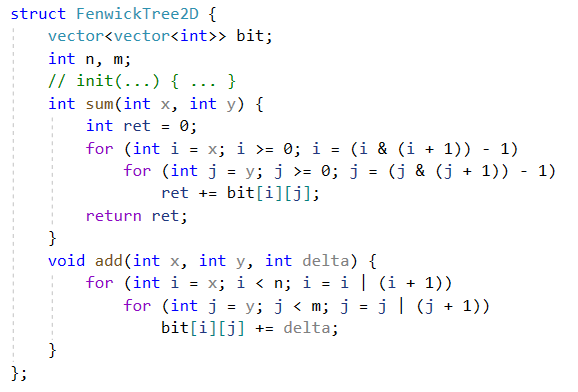 struct FenwickTree2D {
    vector<vector<int>> bit;
    int n, m;
    // init(...) { ... }
    int sum(int x, int y) {
        int ret = 0;
        for (int i = x; i >= 0; i = (i & (i + 1)) - 1)
            for (int j = y; j >= 0; j = (j & (j + 1)) - 1)
                ret += bit[i][j];
        return ret;
    }
    void add(int x, int y, int delta) {
        for (int i = x; i < n; i = i | (i + 1))
            for (int j = y; j < m; j = j | (j + 1))
                bit[i][j] += delta;
    }
};